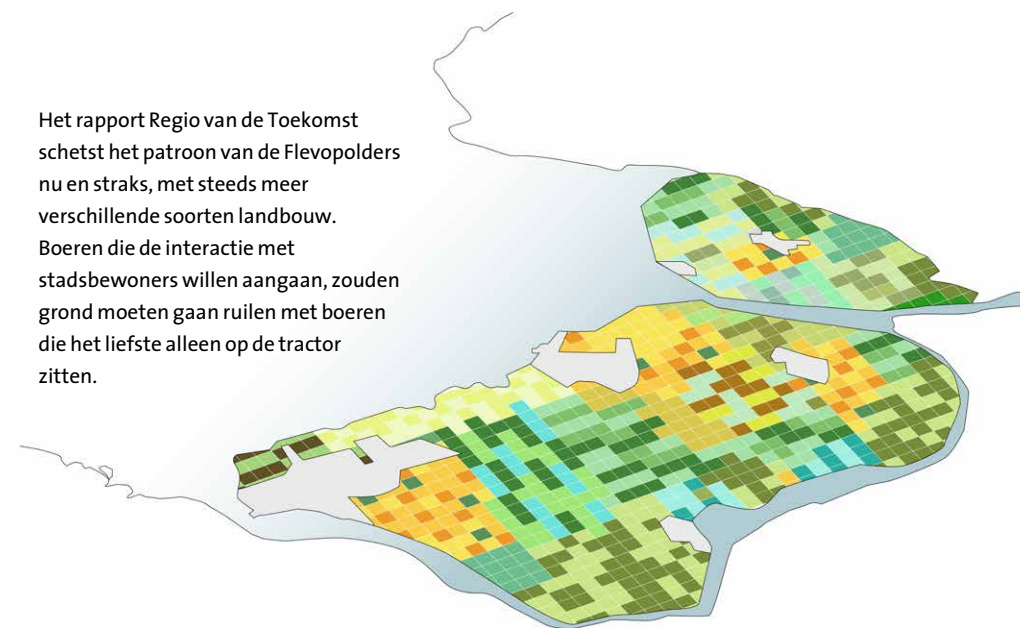 Het rapport Regio van de Toekomst
schetst het patroon van de Flevopolders
nu en straks, met steeds meer
verschillende soorten landbouw.
Boeren die de interactie met
stadsbewoners willen aangaan, zouden
grond moeten gaan ruilen met boeren
die het liefste alleen op de tractor
zitten.